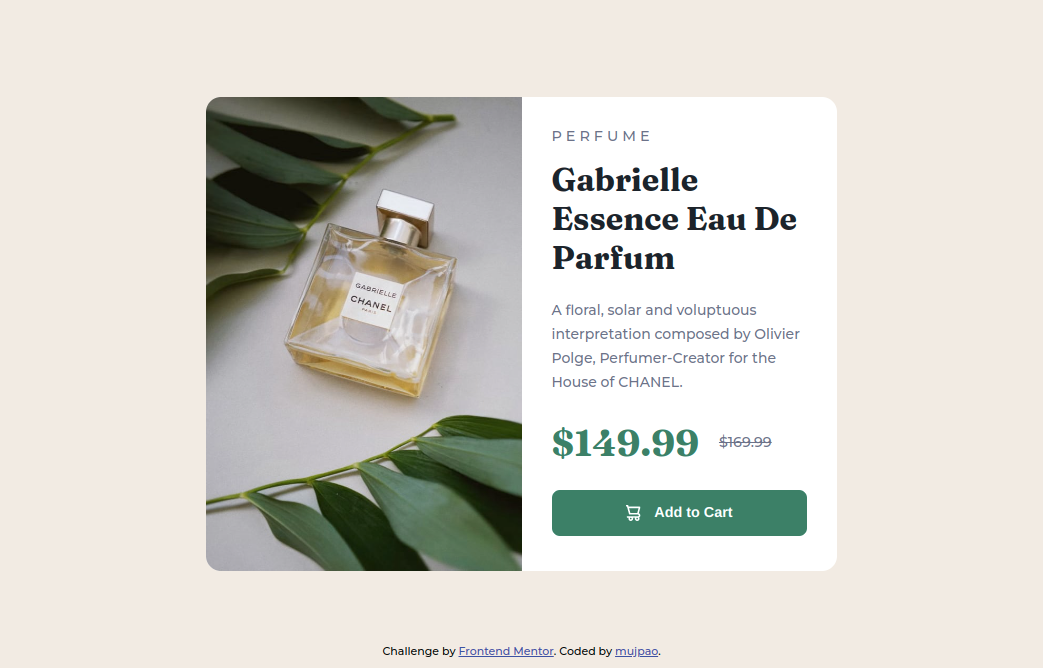 GABRIELLE
CHANEL
PARIS
PERFUME
Gabrielle
Essence Eau De
Parfum
A floral, solar and voluptuous
interpretation composed by Olivier
Polge, Perfumer-Creator for the
House of CHANEL.
$149.99 $169.99
Add to Cart
Challenge by Frontend Mentor. Coded by mujpao.